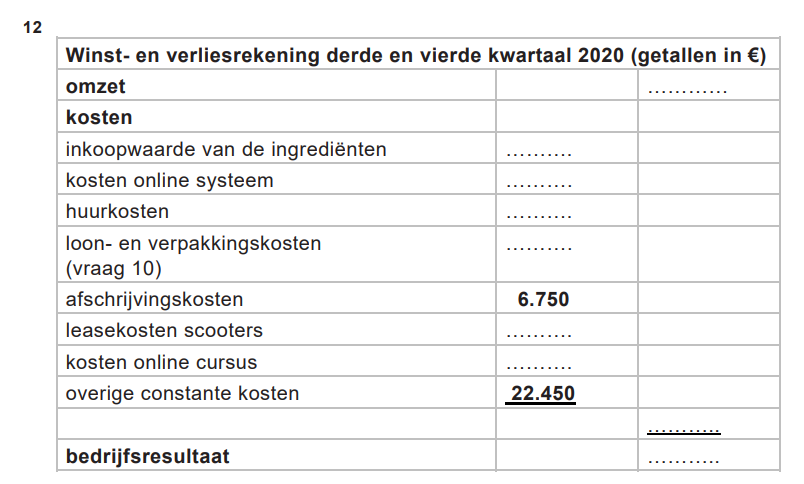 12
Winst- en verliesrekening derde en vierde kwartaal 2020 (getallen in €)
omzet …………
kosten
inkoopwaarde van de ingrediënten ……….
kosten online systeem ……….
huurkosten ……….
loon- en verpakkingskosten ……….
(vraag 10)
afschrijvingskosten 6.750
leasekosten scooters ……….
kosten online cursus ……….
overige constante kosten 22.450
………..
bedrijfsresultaat ………..